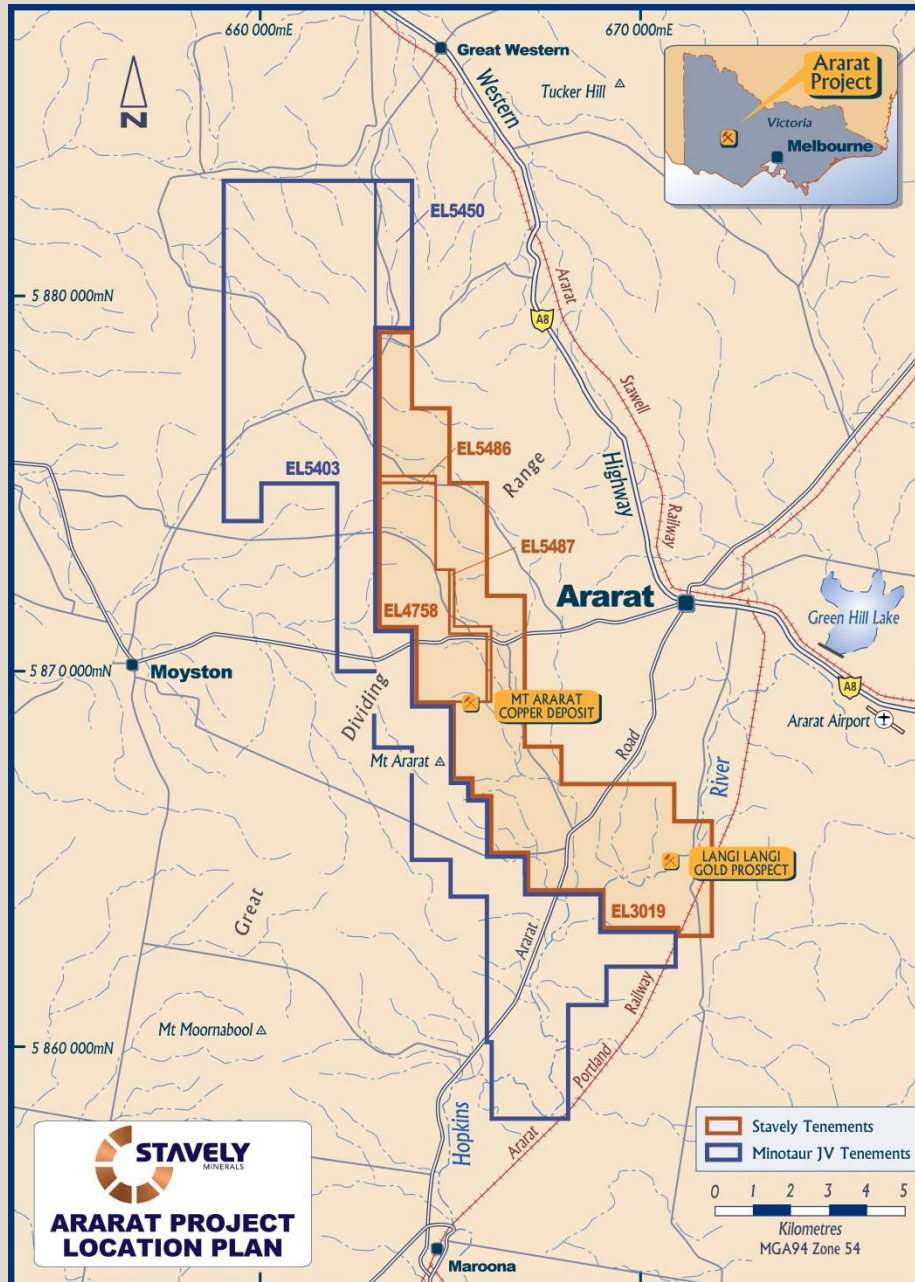 660 000mE
670 000mE
Great Western
Western
Tucker Hill
Ararat
Project
Victoria
Melbourne
N
EL5450
5 880 000mN
Ararat
A8
Stawell
EL5486
Range
EL5403
Highway
Railway
EL5487
EL4758
Ararat
Green Hill Lake
5 870 000mN
Moyston
Dividing
MT ARARAT
COPPER DEPOSIT
A8
Ararat Airport
Road
River
Mt Ararat
LANGI LANGI
GOLD PROSPECT
Great
EL3019
Ararat
Railway
Mt Moornabool
5 860 000mN
Portland
Hopkins
Ararat
STAVELY
MINERALS
ARARAT PROJECT
LOCATION PLAN
Maroona
Stavely Tenements
Minotaur JV Tenements
0 1 2 3 4 5
Kilometres
MGA94 Zone 54